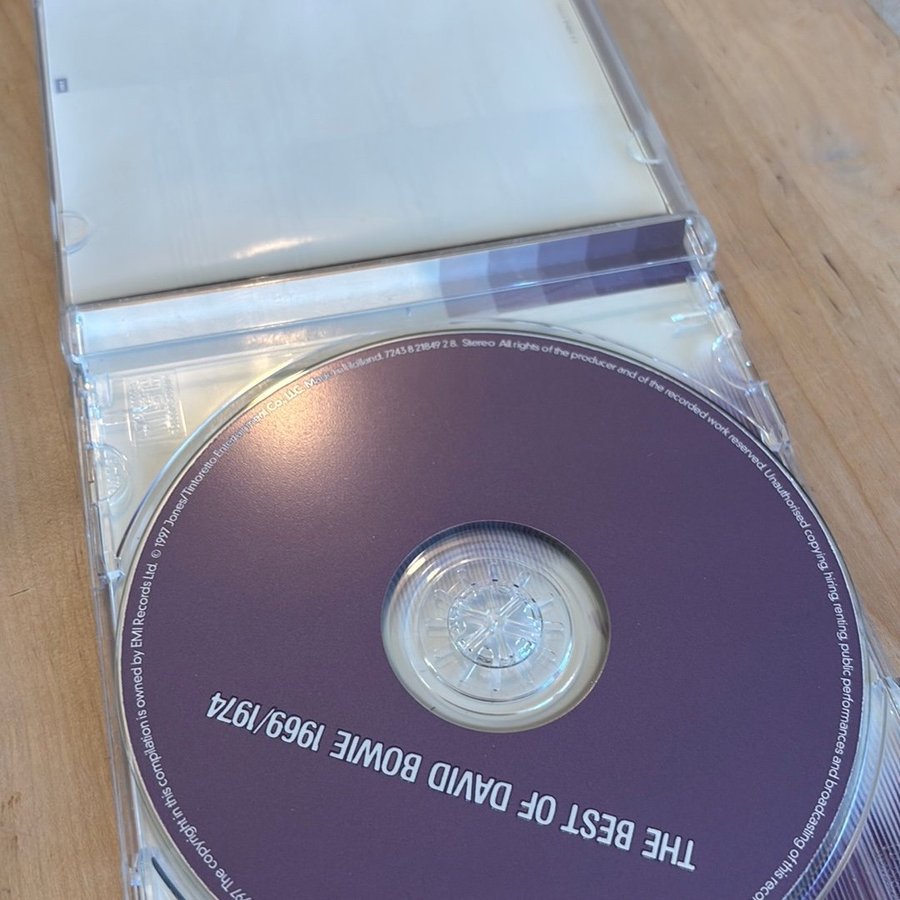 THE BEST OF DAVID BOWIE 1969/1974
97 The copyright in this compilation is owned by EMI Records Ltd. © 1997 Jones/Tintoretto Entertainment Co., LLC. Made in Holland. 7243 8 21849 2 8. Stereo All rights of the producer and of the recorded work reserved. Unauthorised copying, hiring, renting, public performances and broadcasting of this reco